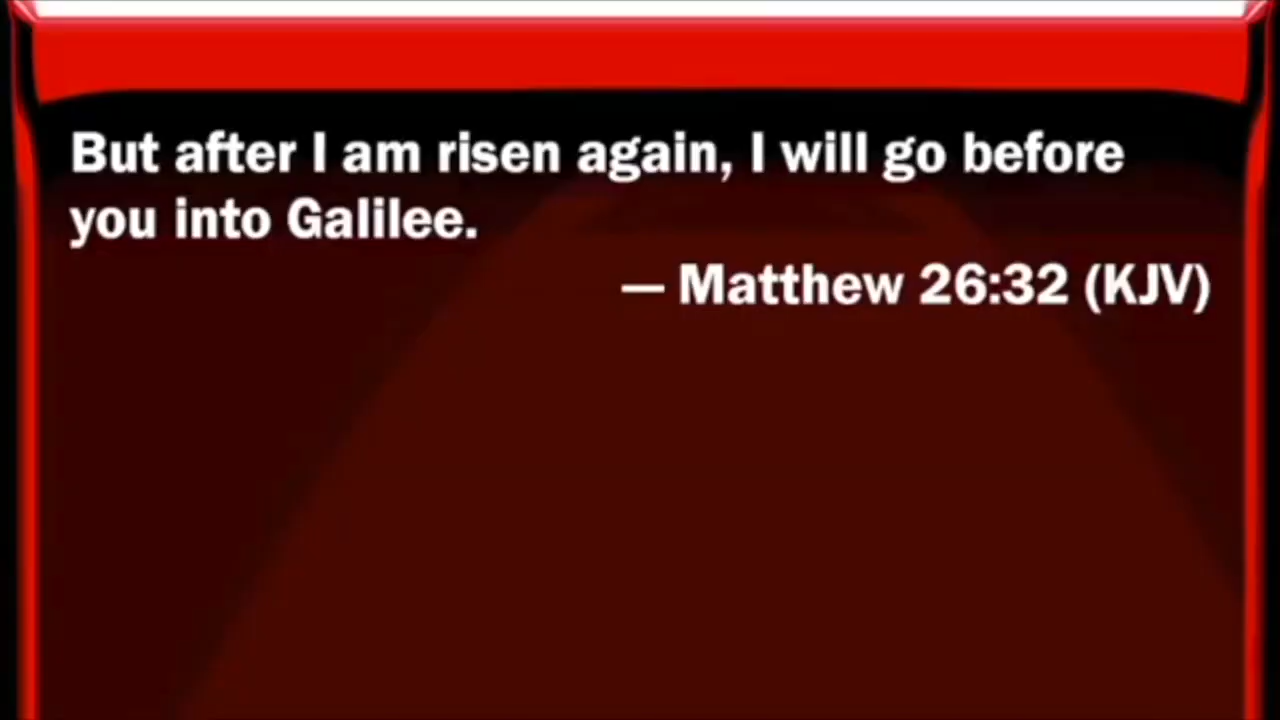 But after I am risen again, I will go before
you into Galilee.
— Matthew 26:32 (KJV)